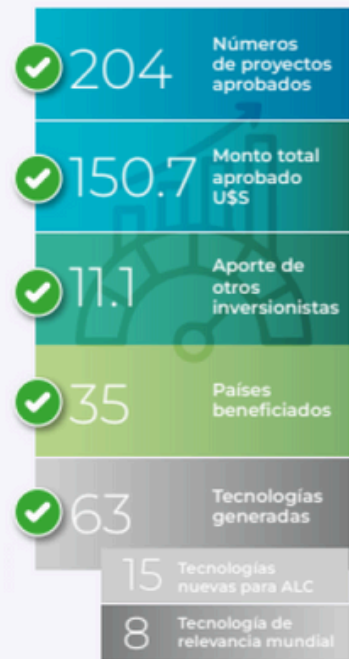 204
Números
de proyectos
aprobados
150.7
Monto total
aprobado
U$S
11.1
Aporte de
otros
inversionistas
35
Países
beneficiados
63
Tecnologías
generadas
15
Tecnologías
nuevas para ALC
8
Tecnología de
relevancia mundial